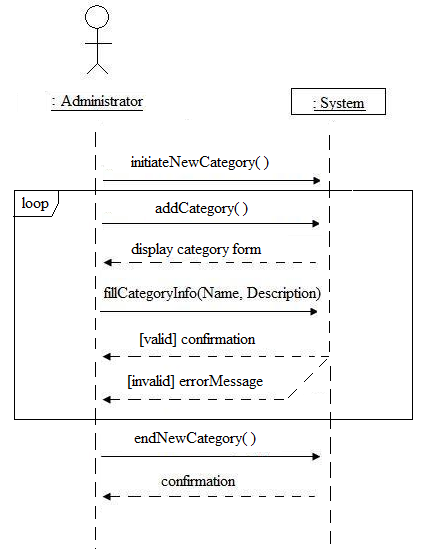 : Administrator
: System
initiateNewCategory( )
loop
addCategory( )
display category form
fillCategoryInfo(Name, Description)
[valid] confirmation
[invalid] errorMessage
endNewCategory( )
confirmation